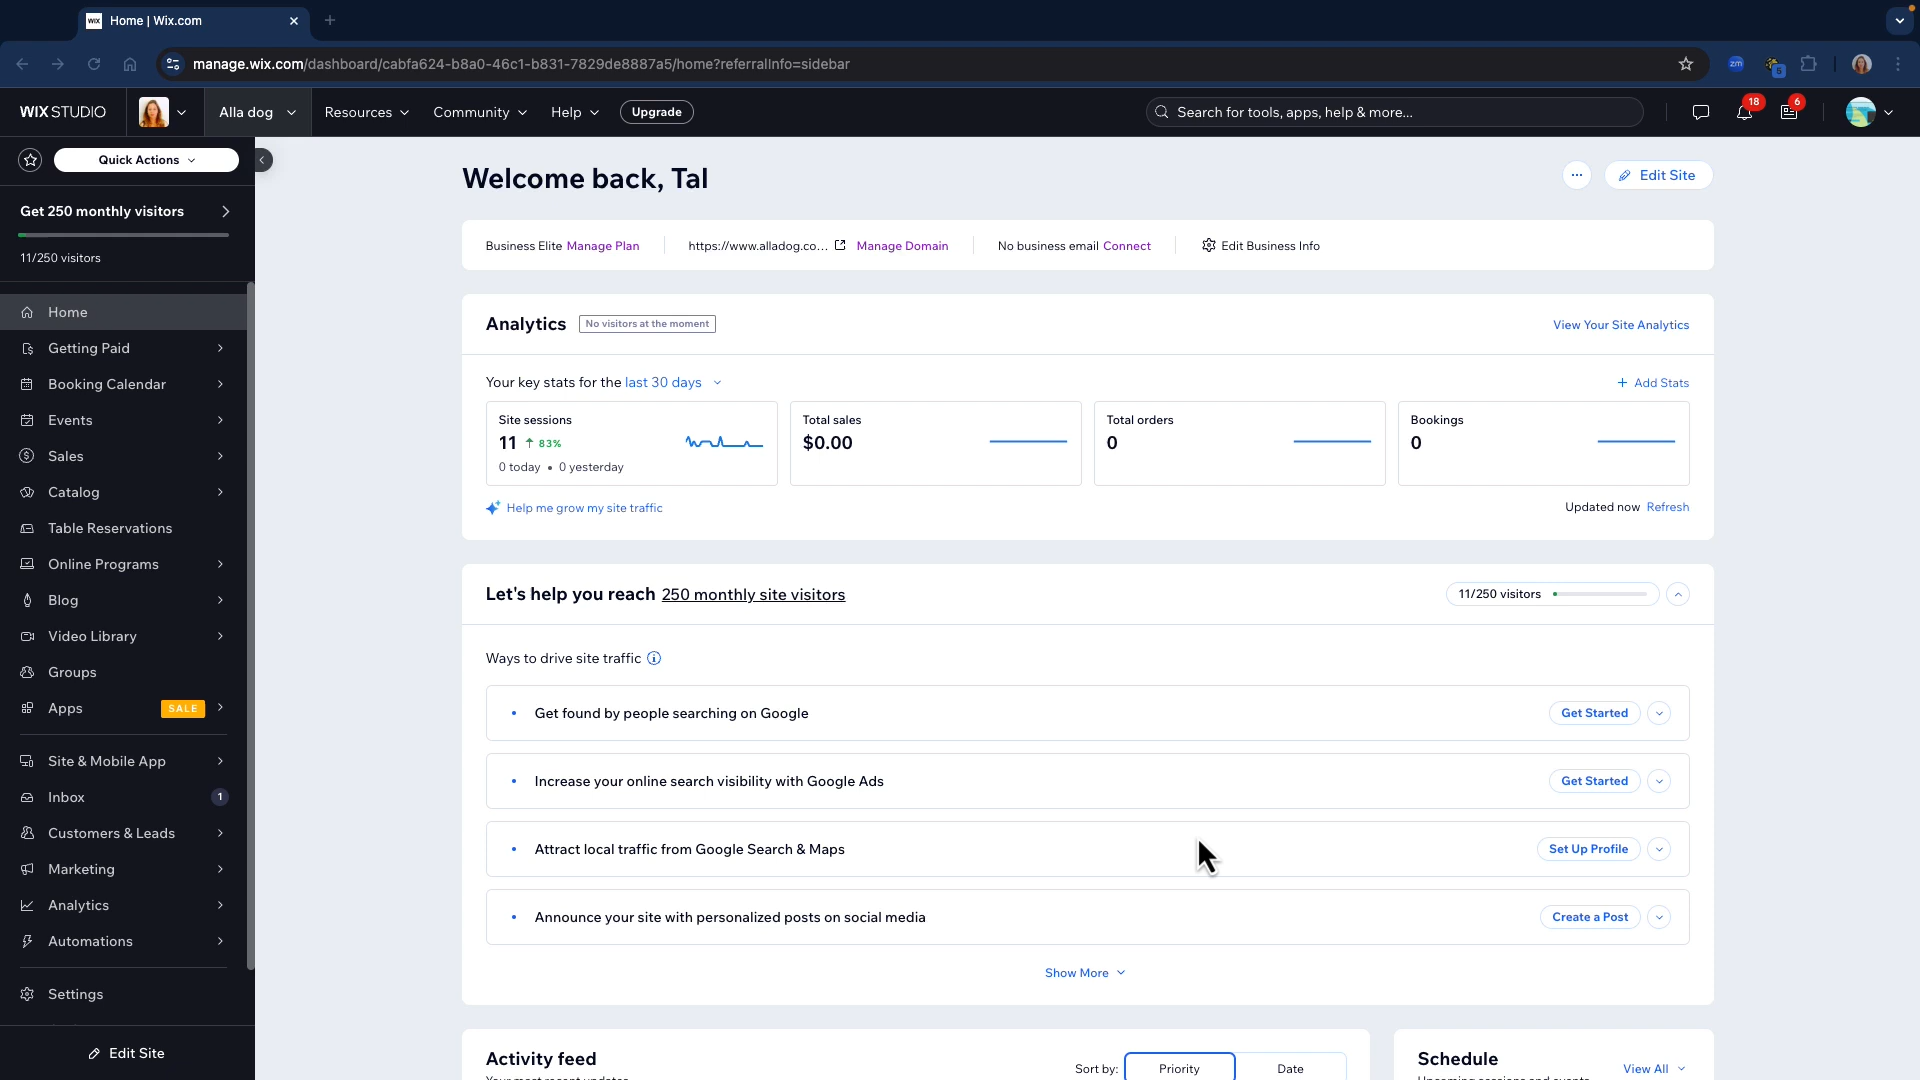 WIX Home | Wix.com
manage.wix.com/dashboard/cabfa624-b8a0-46c1-b831-7829de8887a5/home?referralInfo=sidebar
zm
6
WIX STUDIO
Alla dog
Resources
Community
Help
Upgrade
Search for tools, apps, help & more...
18
6
Quick Actions
Get 250 monthly visitors
11/250 visitors
Home
Getting Paid
Booking Calendar
Events
Sales
Catalog
Table Reservations
Online Programs
Blog
Video Library
Groups
Apps SALE
Site & Mobile App
Inbox 1
Customers & Leads
Marketing
Analytics
Automations
Settings
Edit Site
Welcome back, Tal
Edit Site
Business Elite Manage Plan
https://www.alladog.co... Manage Domain
No business email Connect
Edit Business Info
Analytics No visitors at the moment
View Your Site Analytics
Your key stats for the last 30 days
+ Add Stats
Site sessions
11 ↑ 83%
0 today • 0 yesterday
Total sales
$0.00
Total orders
0
Bookings
0
Help me grow my site traffic
Updated now Refresh
Let's help you reach 250 monthly site visitors
11/250 visitors
Ways to drive site traffic
Get found by people searching on Google
Get Started
Increase your online search visibility with Google Ads
Get Started
Attract local traffic from Google Search & Maps
Set Up Profile
Announce your site with personalized posts on social media
Create a Post
Show More
Activity feed
Your most recent updates
Sort by: Priority Date
Schedule
Upcoming sessions and events
View All